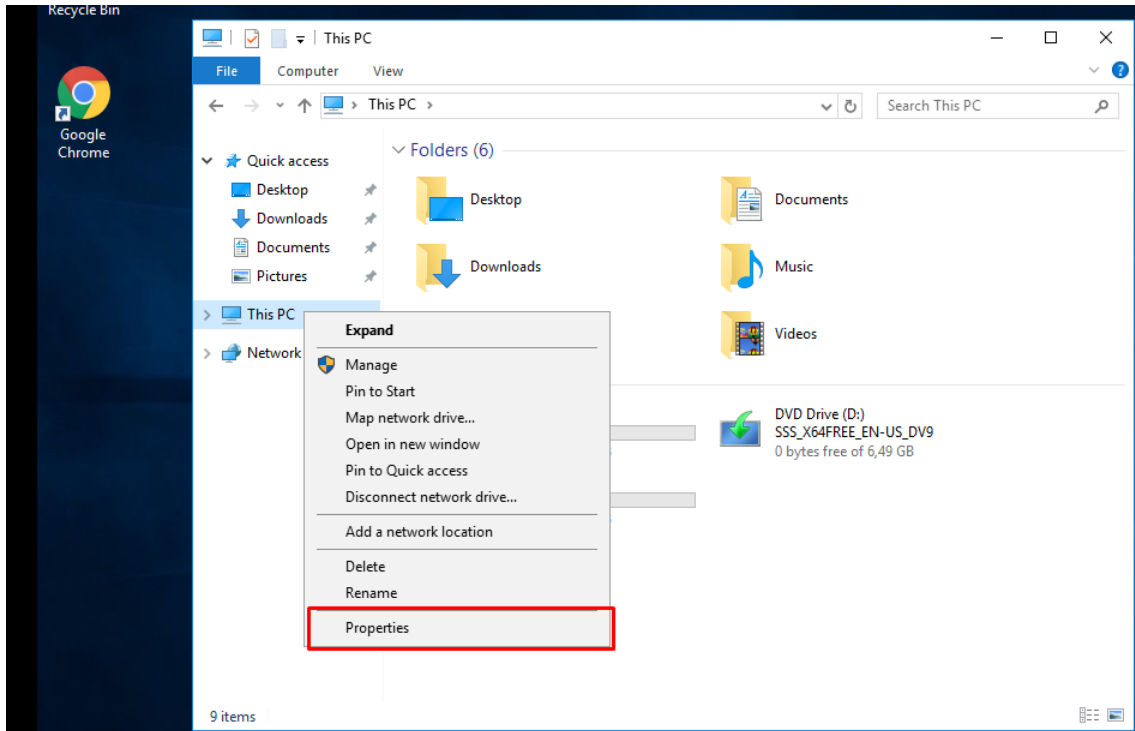 Recycle Bin
Google
Chrome
This PC
File Computer View
This PC
Search This PC
Quick access
Desktop
Downloads
Documents
Pictures
This PC
Network
Folders (6)
Desktop
Documents
Downloads
Music
Videos
DVD Drive (D:)
SSS_X64FREE_EN-US_DV9
0 bytes free of 6,49 GB
Expand
Manage
Pin to Start
Map network drive...
Open in new window
Pin to Quick access
Disconnect network drive...
Add a network location
Delete
Rename
Properties
9 items